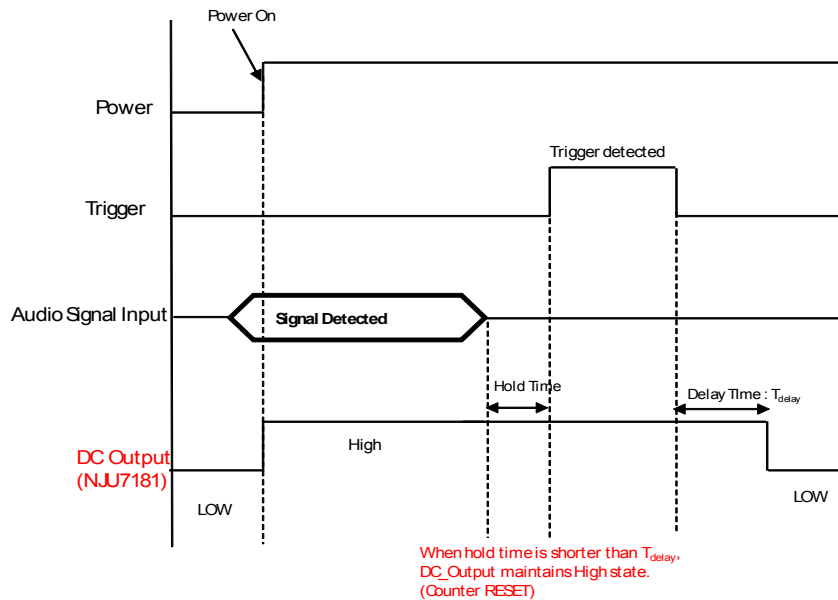 Power On
Power
Trigger detected
Trigger
Audio Signal Input
Signal Detected
Hold Time
Delay TIme : Tdelay
High
DC Output
(NJU7181)
LOW
LOW
When hold time is shorter than Tdelay,
DC_Output maintains High state.
(Counter RESET)